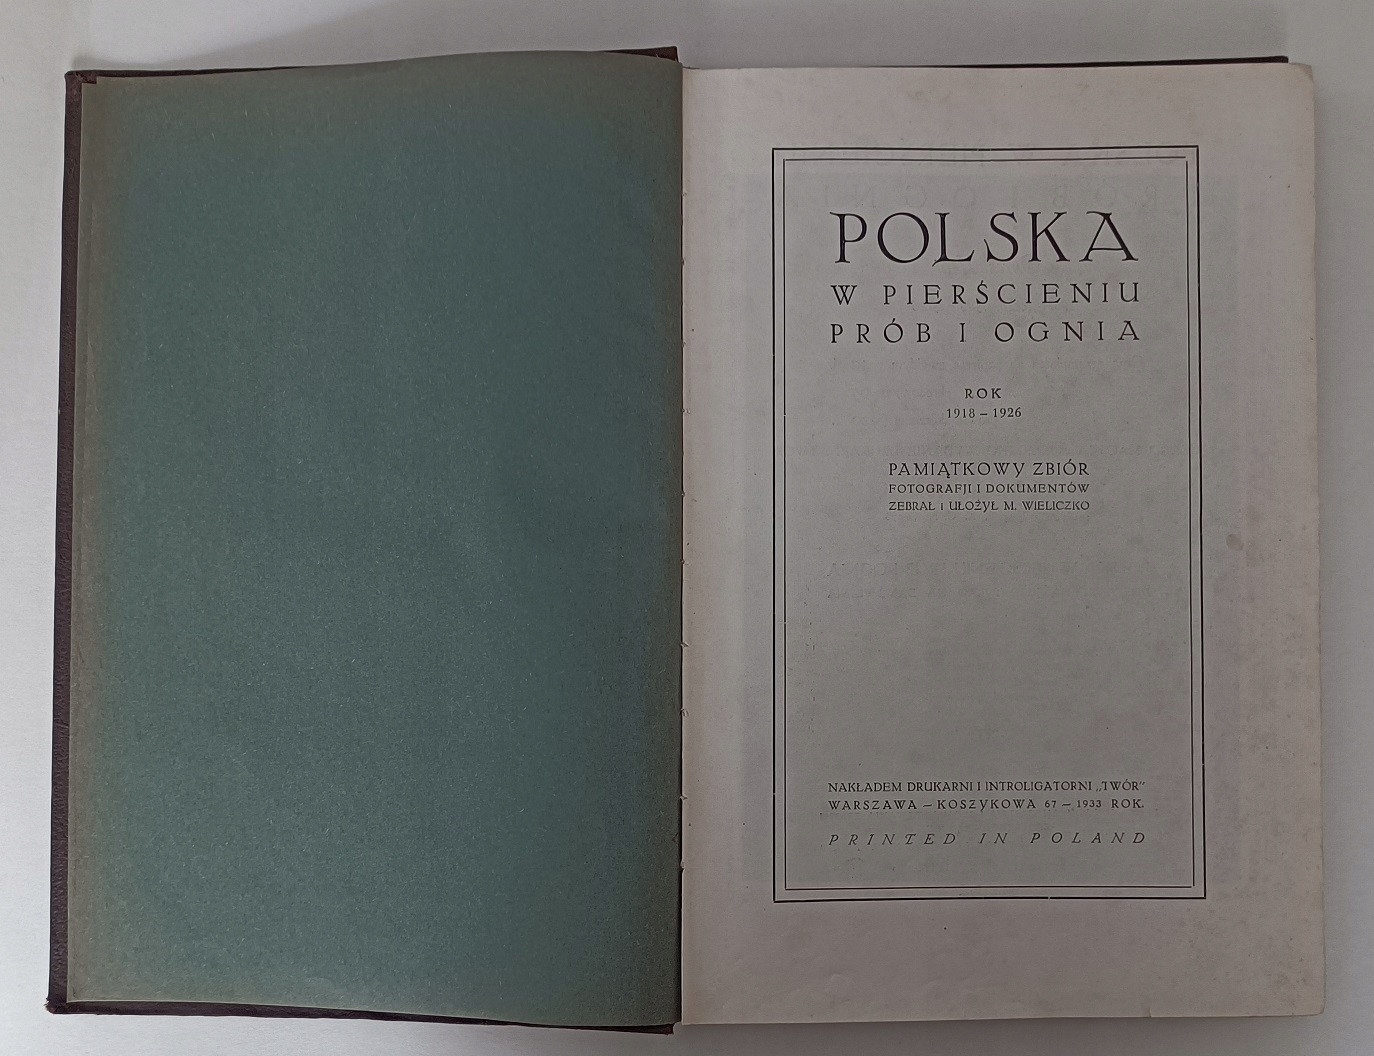 POLSKA
W PIERŚCIENIU
PRÓB I OGNIA
ROK
1918 – 1926
PAMIĄTKOWY ZBIÓR
FOTOGRAFJI I DOKUMENTÓW
ZEBRAŁ I UŁOŻYŁ M. WIELICZKO
NAKŁADEM DRUKARNI I INTROLIGATORNI „TWÓR”
WARSZAWA – KOSZYKOWA 67 – 1933 ROK.
PRINTED IN POLAND